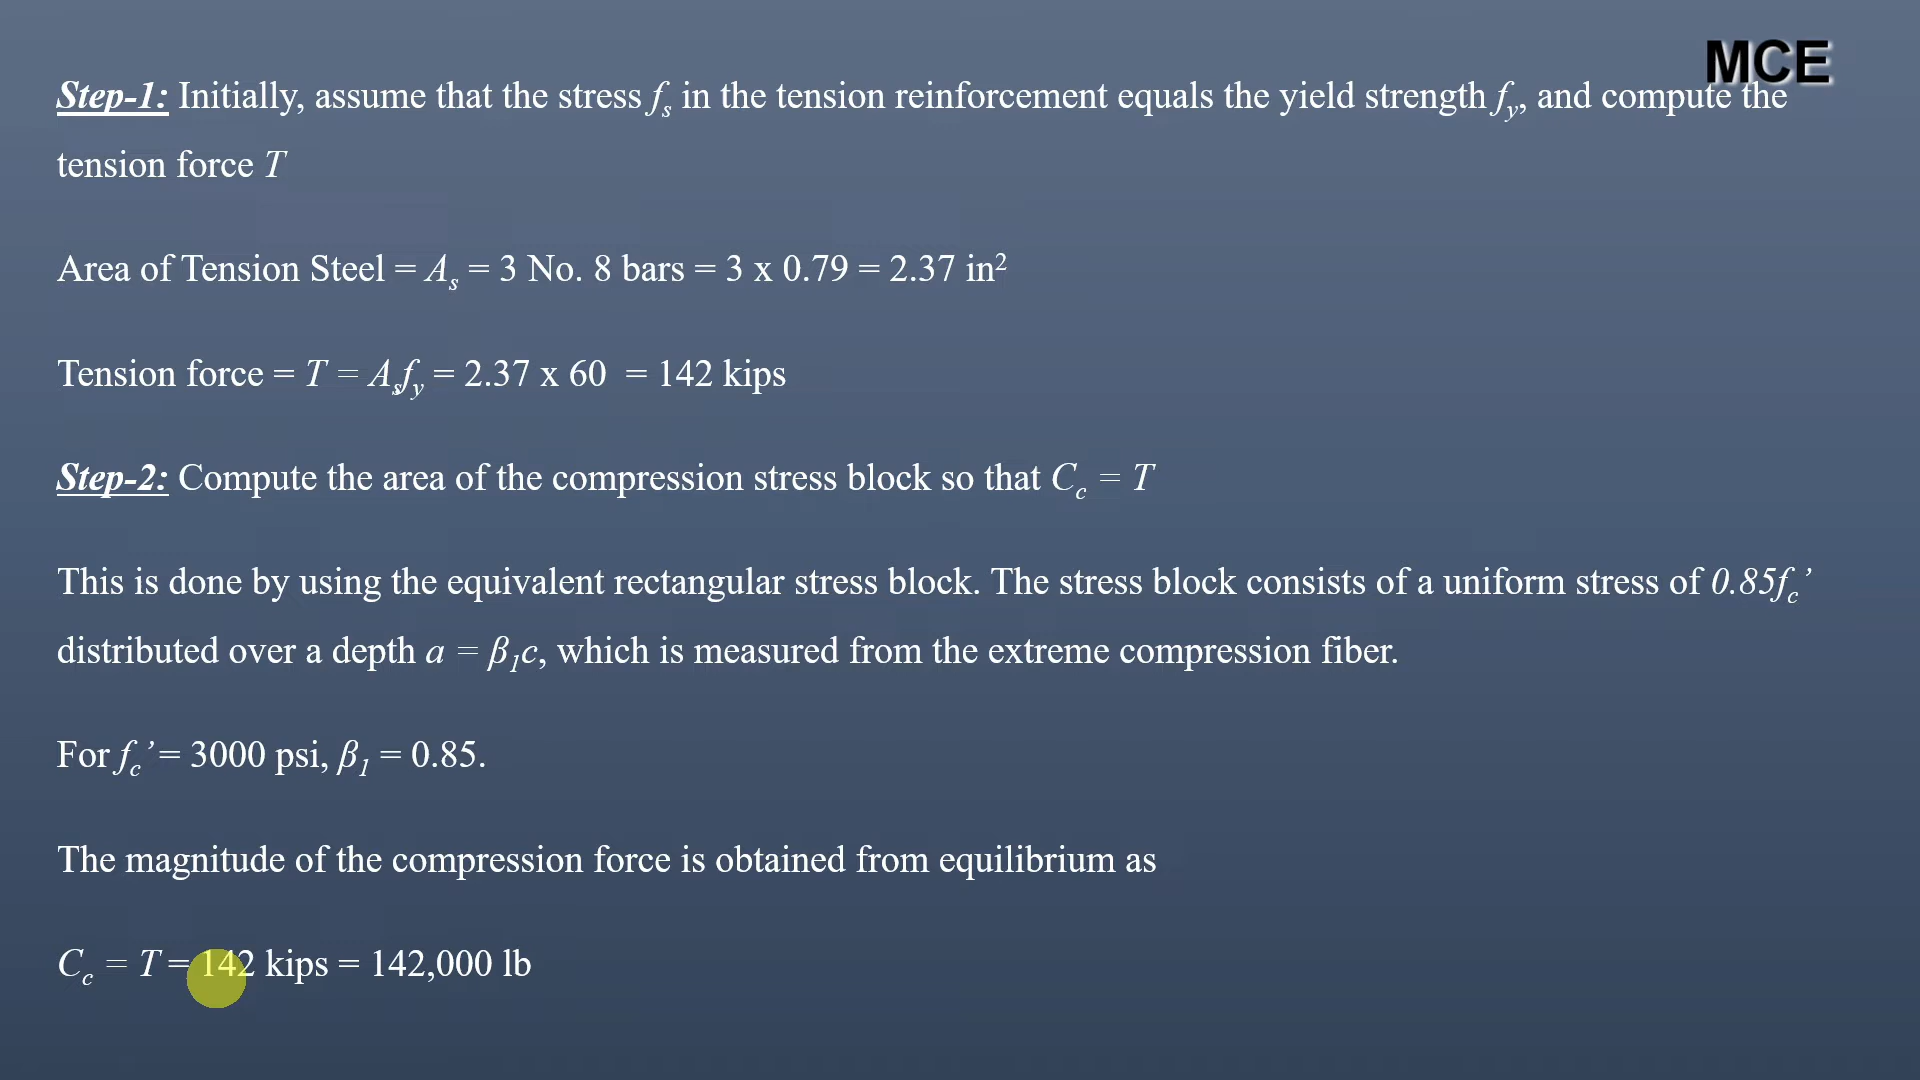 MCE
Step-1: Initially, assume that the stress fs in the tension reinforcement equals the yield strength fy, and compute the
tension force T
Area of Tension Steel = As = 3 No. 8 bars = 3 x 0.79 = 2.37 in²
Tension force = T = Asfy = 2.37 x 60 = 142 kips
Step-2: Compute the area of the compression stress block so that Cc = T
This is done by using the equivalent rectangular stress block. The stress block consists of a uniform stress of 0.85fc’
distributed over a depth a = β1c, which is measured from the extreme compression fiber.
For fc’ = 3000 psi, β1 = 0.85.
The magnitude of the compression force is obtained from equilibrium as
Cc = T = 142 kips = 142,000 lb